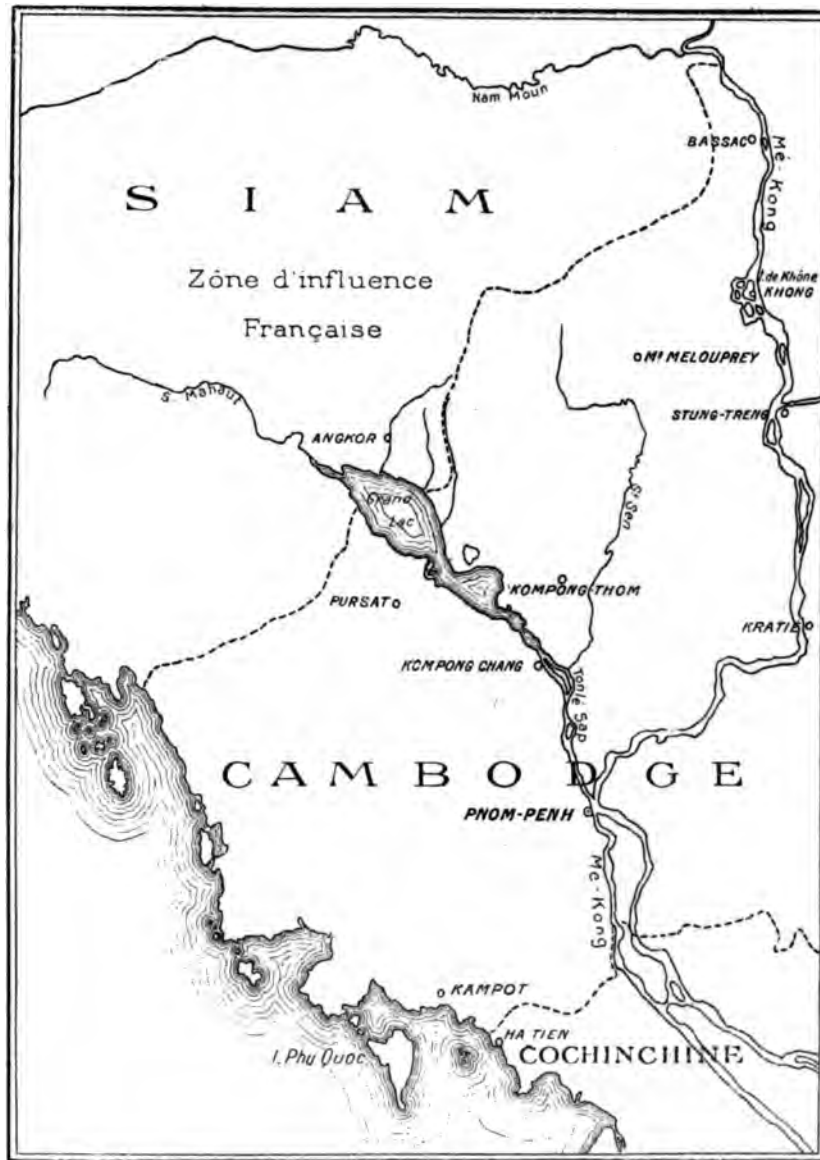 Nam Moun
BASSAC
Mé-Kong
SIAM
Zône d'influence
Française
I. de Khône
KHONG
Mt MELOUPREY
S. Mahaut
STUNG-TRENG
ANGKOR
Grand
Lac
St Sen
KOMPONG-THOM
PURSAT
KRATIE
KOMPONG CHANG
Tonlé Sap
CAMBODGE
PNOM-PENH
Me-Kong
KAMPOT
HA TIEN
I. Phu Quoc
COCHINCHINE